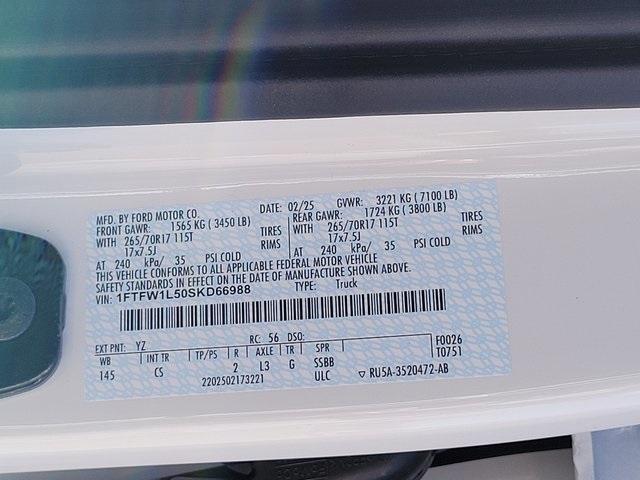 MFD. BY FORD MOTOR CO. DATE: 02/25 GVWR: 3221 KG ( 7100 LB)
FRONT GAWR: 1565 KG ( 3450 LB) REAR GAWR: 1724 KG ( 3800 LB)
WITH 265/70R17 115T TIRES WITH 265/70R17 115T TIRES
17x7.5J RIMS 17x7.5J RIMS
AT 240 kPa/ 35 PSI COLD AT 240 kPa/ 35 PSI COLD
THIS VEHICLE CONFORMS TO ALL APPLICABLE FEDERAL MOTOR VEHICLE
SAFETY STANDARDS IN EFFECT ON THE DATE OF MANUFACTURE SHOWN ABOVE.
VIN: 1FTFW1L50SKD66988 TYPE: Truck
EXT PNT: YZ RC: 56 DSO: F0026
WB INT TR TP/PS R AXLE TR SPR T0751
145 CS 2 L3 G SSBB
2202502173221 ULC ▽ RU5A-3520472-AB